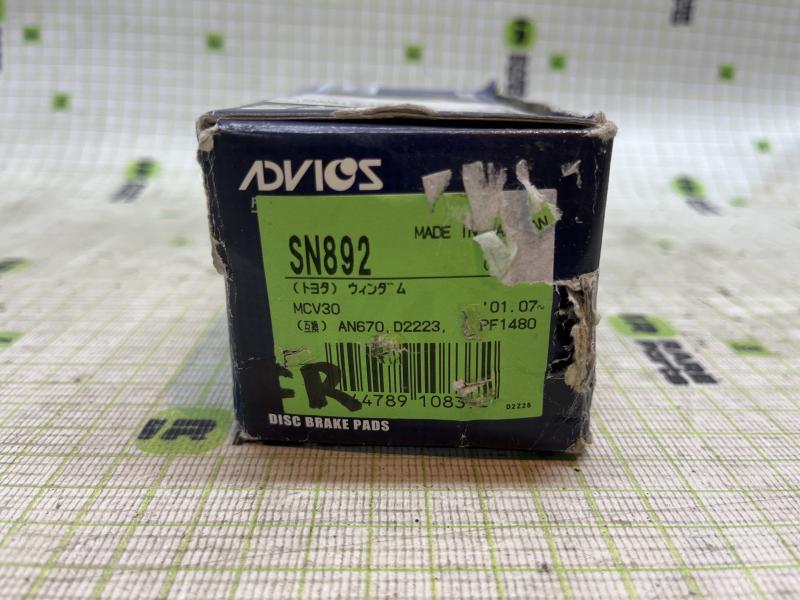 ADVICS
MADE IN
SN892
(トヨタ) ウィンダム
MCV30 '01.07~
(互換) AN670, D2223, PF1480
FR
D2Z25
DISC BRAKE PADS